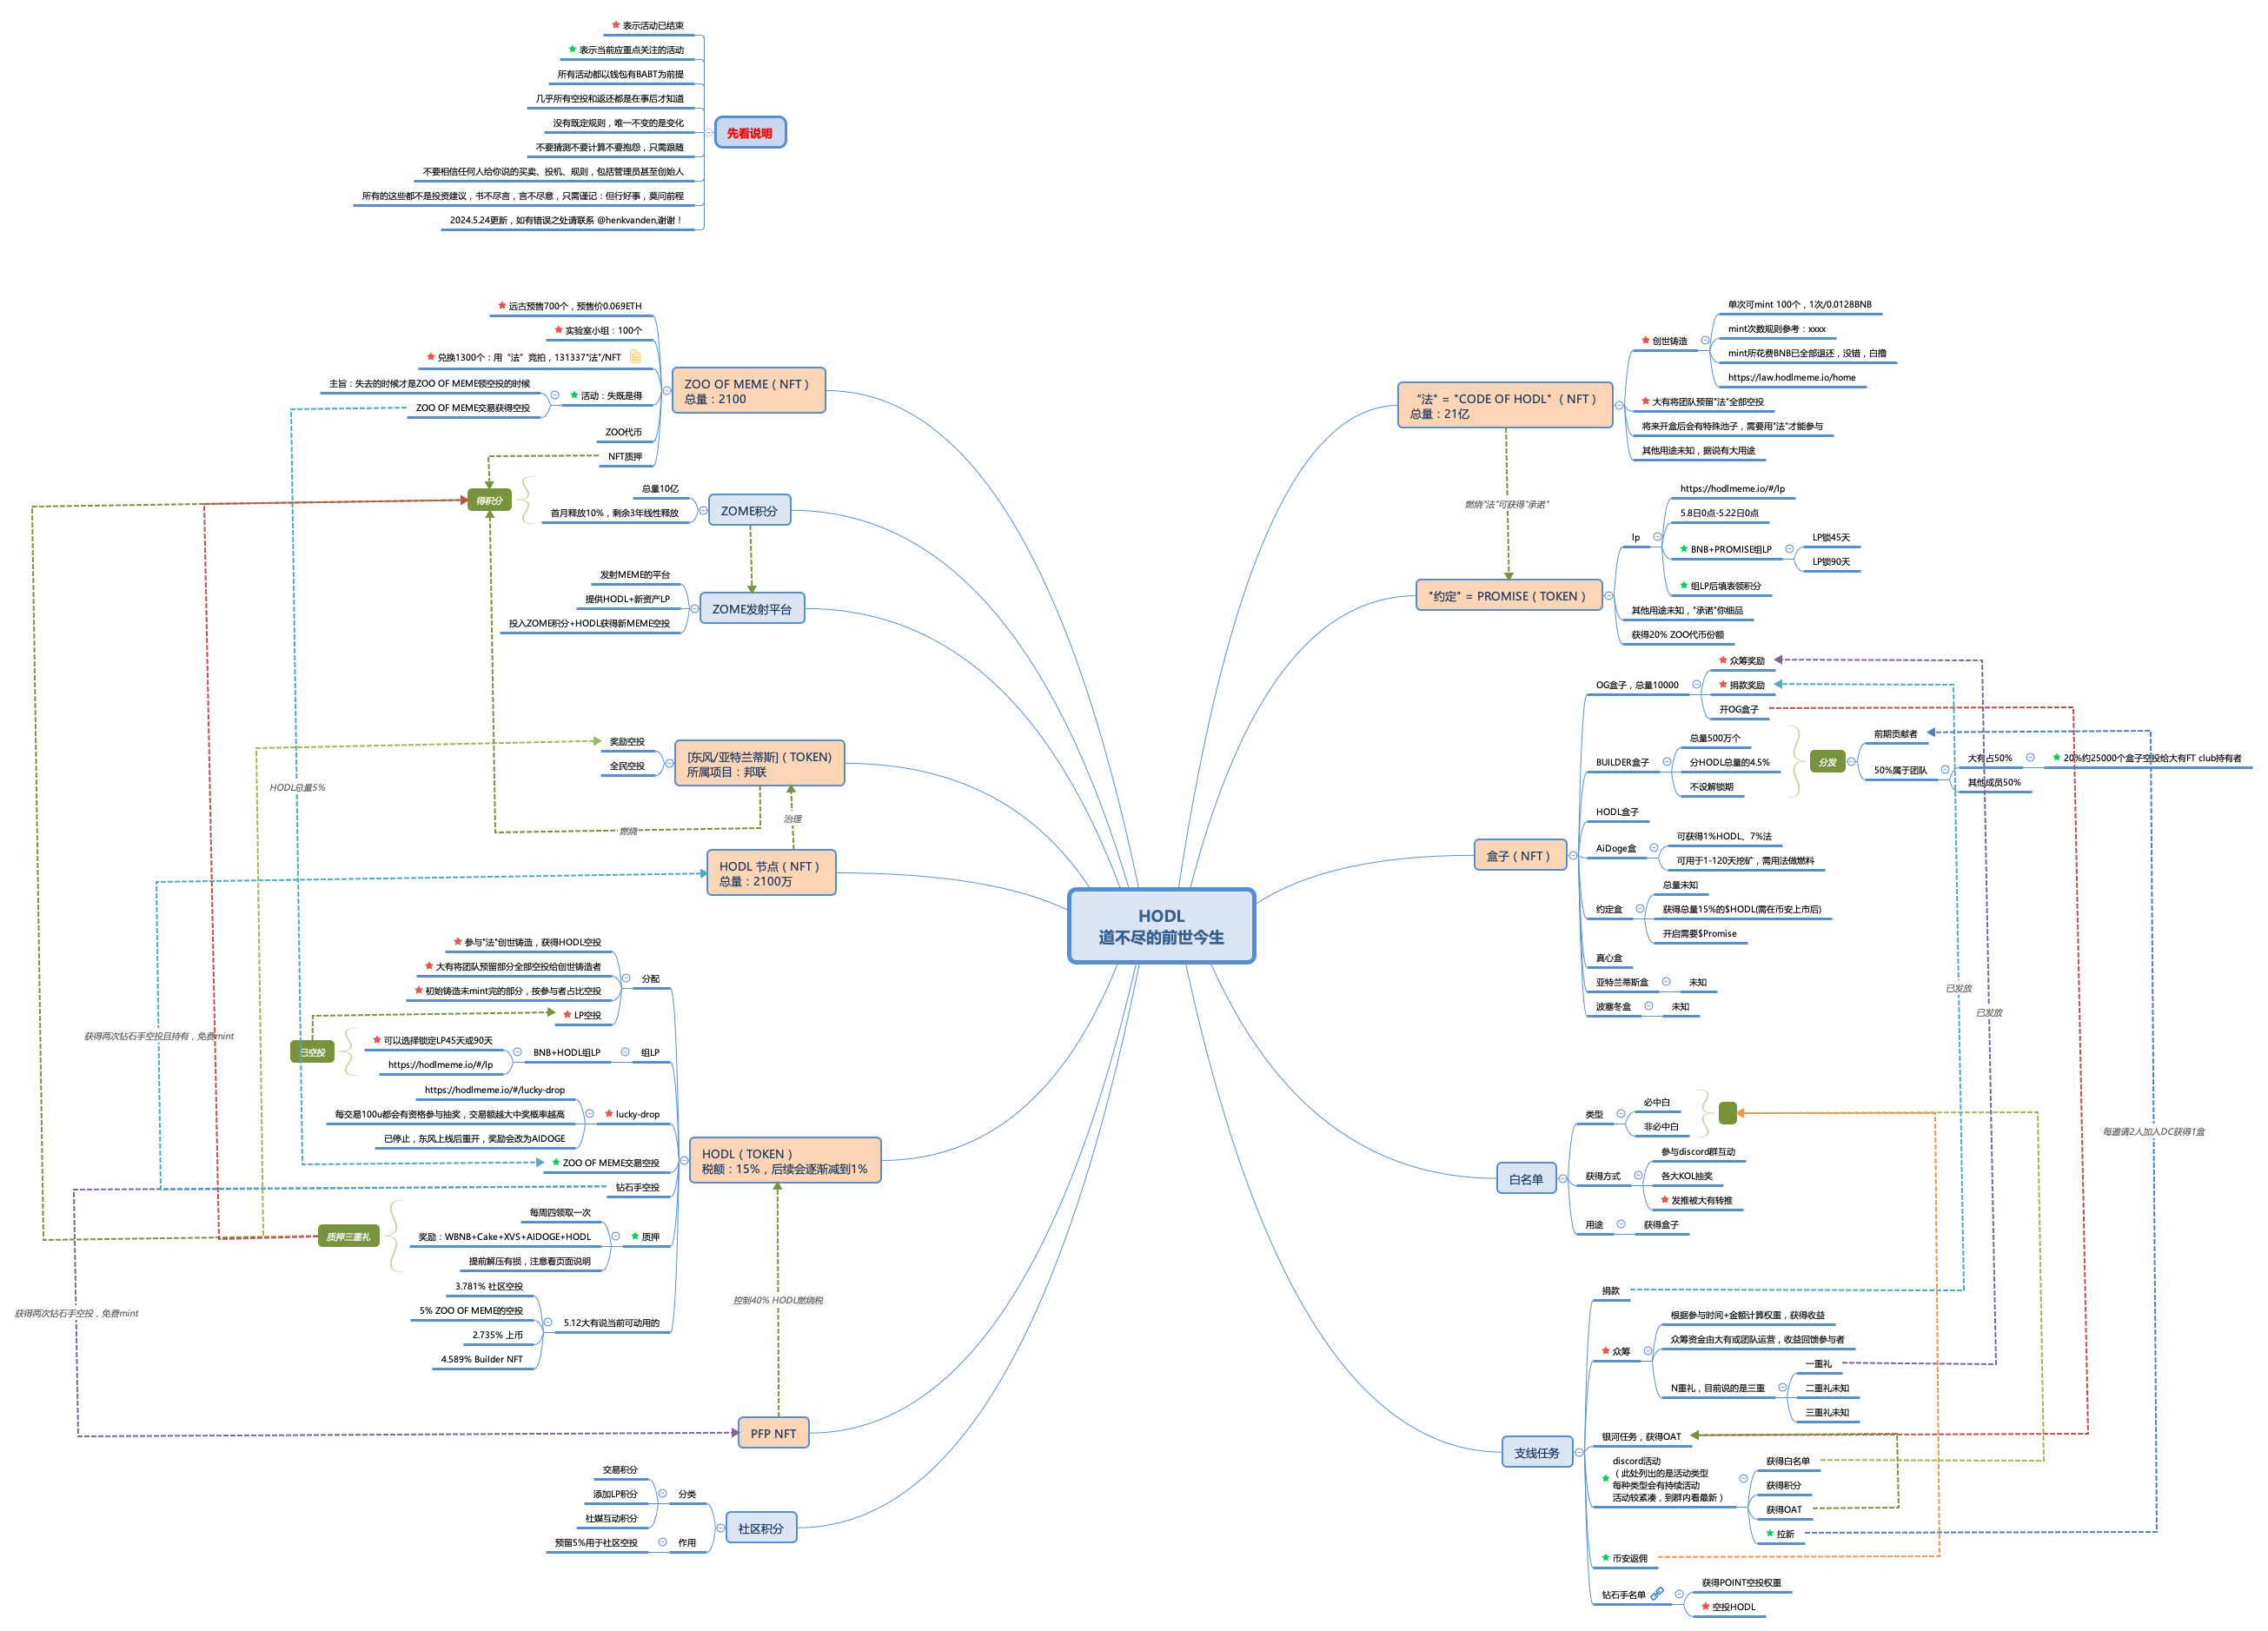 表示活动已结束
表示当前应重点关注的活动
所有活动都以钱包有BABT为前提
几乎所有空投和返还都是在事后才知道
没有既定规则，唯一不变的是变化
不要猜测不要计算不要抱怨，只需跟随
不要相信任何人给你说的买卖、投机、规则，包括管理员甚至创始人
所有的这些都不是投资建议，书不尽言，言不尽意，只需谨记：但行好事，莫问前程
2024.5.24更新，如有错误之处请联系 @henkvanden,谢谢！
先看说明
远古预售700个，预售价0.069ETH
实验室小组：100个
兑换1300个：用“法”竞拍，131337"法"/NFT
主旨：失去的时候才是ZOO OF MEME领空投的时候
ZOO OF MEME交易获得空投
活动：失既是得
ZOO代币
NFT质押
ZOO OF MEME（NFT）
总量：2100
得积分
总量10亿
首月释放10%，剩余3年线性释放
ZOME积分
发射MEME的平台
提供HODL+新资产LP
投入ZOME积分+HODL获得新MEME空投
ZOME发射平台
奖励空投
全民空投
[东风/亚特兰蒂斯]（TOKEN)
所属项目：邦联
HODL总量5%
燃烧
治理
HODL 节点（NFT）
总量：2100万
HODL
道不尽的前世今生
参与"法"创世铸造，获得HODL空投
大有将团队预留部分全部空投给创世铸造者
初始铸造未mint完的部分，按参与者占比空投
LP空投
分配
已空投
可以选择锁定LP45天或90天
https://hodlmeme.io/#/lp
BNB+HODL组LP
组LP
获得两次钻石手空投且持有，免费mint
https://hodlmeme.io/#/lucky-drop
每交易100u都会有资格参与抽奖，交易额越大中奖概率越高
已停止，东风上线后重开，奖励会改为AIDOGE
lucky-drop
ZOO OF MEME交易空投
钻石手空投
HODL（TOKEN）
税额：15%，后续会逐渐减到1%
质押三重礼
每周四领取一次
奖励：WBNB+Cake+XVS+AIDOGE+HODL
提前解压有损，注意看页面说明
质押
3.781% 社区空投
5% ZOO OF MEME的空投
2.735% 上币
4.589% Builder NFT
5.12大有说当前可动用的
获得两次钻石手空投，免费mint
控制40% HODL燃烧税
PFP NFT
交易积分
添加LP积分
社媒互动积分
分类
预留5%用于社区空投
作用
社区积分
“法" = "CODE OF HODL" （NFT）
总量：21亿
创世铸造
单次可mint 100个，1次/0.0128BNB
mint次数规则参考：xxxx
mint所花费BNB已全部退还，没错，白撸
https://law.hodlmeme.io/home
大有将团队预留"法"全部空投
将来开盒后会有特殊池子，需要用"法"才能参与
其他用途未知，据说有大用途
燃烧"法"可获得"承诺"
"约定" = PROMISE（TOKEN）
lp
https://hodlmeme.io/#/lp
5.8日0点-5.22日0点
BNB+PROMISE组LP
LP锁45天
LP锁90天
组LP后填表领积分
其他用途未知，"承诺"你细品
获得20% ZOO代币份额
盒子（NFT）
OG盒子，总量10000
众筹奖励
捐款奖励
开OG盒子
BUILDER盒子
总量500万个
分HODL总量的4.5%
不设解锁期
分发
前期贡献者
50%属于团队
大有占50%
20%约25000个盒子空投给大有FT club持有者
其他成员50%
HODL盒子
AiDoge盒
可获得1%HODL、7%法
可用于1-120天挖矿，需用法做燃料
约定盒
总量未知
获得总量15%的$HODL(需在币安上市后)
开启需要$Promise
真心盒
亚特兰蒂斯盒
未知
波塞冬盒
未知
已发放
已发放
每邀请2人加入DC获得1盒
白名单
类型
必中白
非必中白
获得方式
参与discord群互动
各大KOL抽奖
发推被大有转推
用途
获得盒子
支线任务
捐款
众筹
根据参与时间+金额计算权重，获得收益
众筹资金由大有或团队运营，收益回馈参与者
N重礼，目前说的是三重
一重礼
二重礼未知
三重礼未知
银河任务，获得OAT
discord活动
（此处列出的是活动类型
每种类型会有持续活动
活动较紧凑，到群内看最新）
获得白名单
获得积分
获得OAT
拉新
币安返佣
钻石手名单
获得POINT空投权重
空投HODL